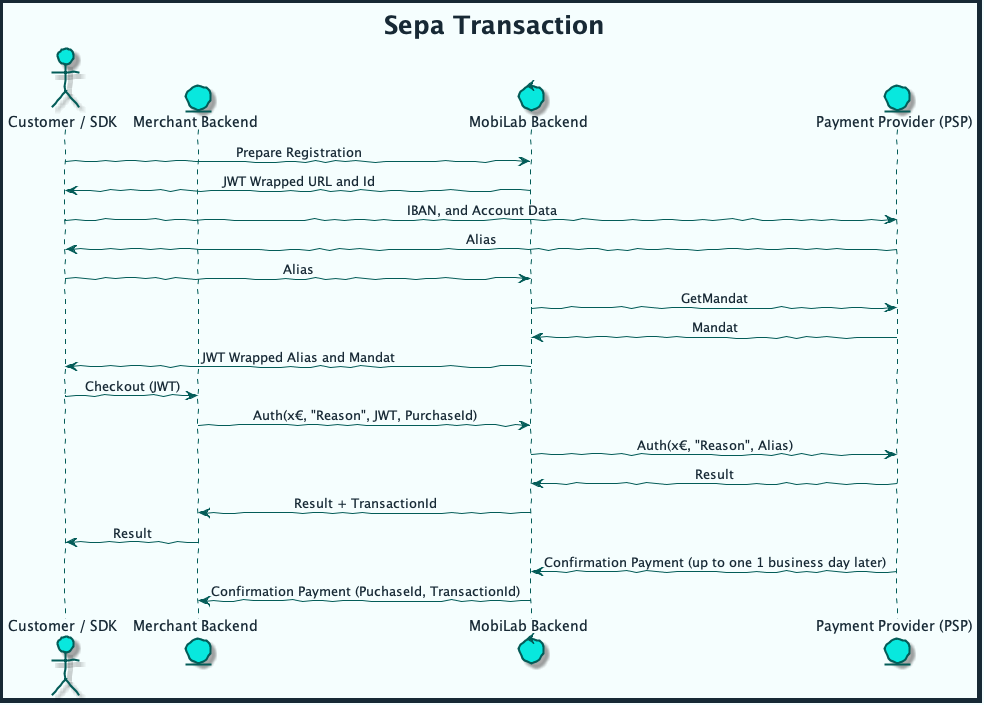 Sepa Transaction
Customer / SDK
Merchant Backend
MobiLab Backend
Payment Provider (PSP)
Prepare Registration
JWT Wrapped URL and Id
IBAN, and Account Data
Alias
Alias
GetMandat
Mandat
JWT Wrapped Alias and Mandat
Checkout (JWT)
Auth(x€, "Reason", JWT, PurchaseId)
Auth(x€, "Reason", Alias)
Result
Result + TransactionId
Result
Confirmation Payment (up to one 1 business day later)
Confirmation Payment (PuchaseId, TransactionId)
Customer / SDK
Merchant Backend
MobiLab Backend
Payment Provider (PSP)